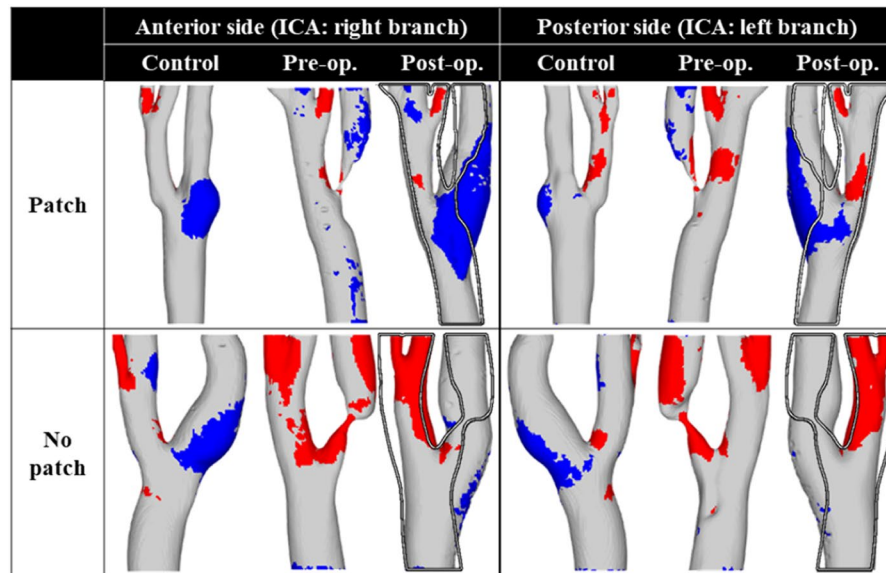 Anterior side (ICA: right branch) Posterior side (ICA: left branch)
Control Pre-op. Post-op. Control Pre-op. Post-op.
Patch
No
patch